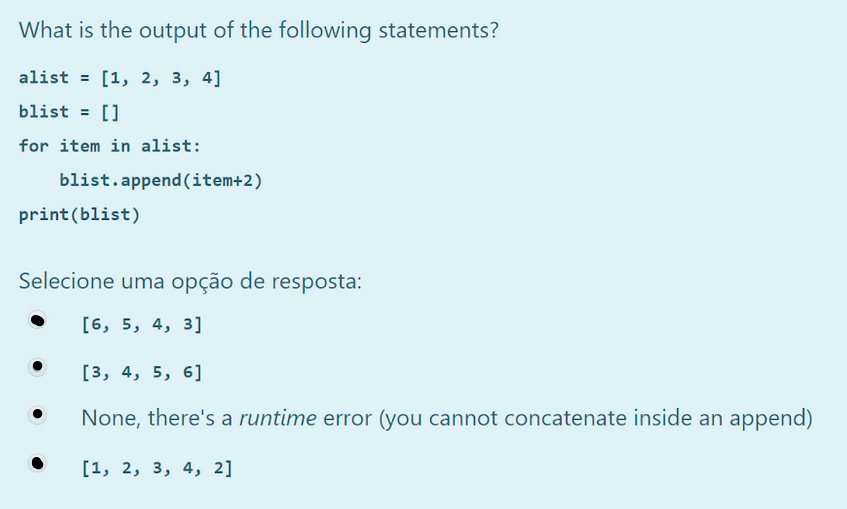 What is the output of the following statements?
alist = [1, 2, 3, 4]
blist = []
for item in alist:
    blist.append(item+2)
print(blist)
Selecione uma opção de resposta:
[6, 5, 4, 3]
[3, 4, 5, 6]
None, there's a runtime error (you cannot concatenate inside an append)
[1, 2, 3, 4, 2]